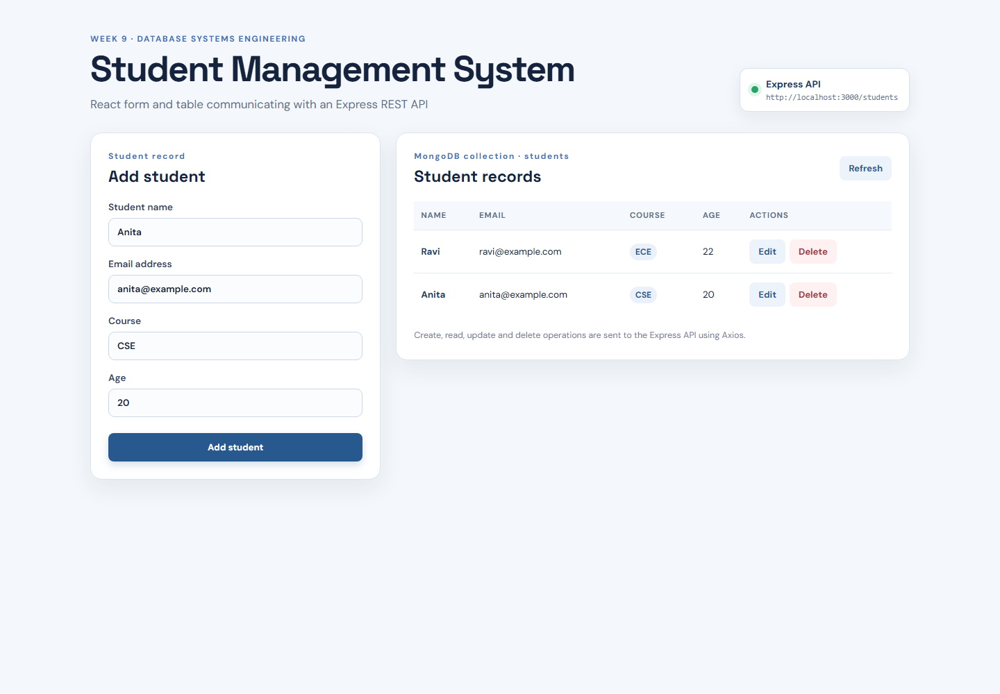 WEEK 9 · DATABASE SYSTEMS ENGINEERING
Student Management System
React form and table communicating with an Express REST API
Express API
http://localhost:3000/students
Student record
Add student
Student name
Anita
Email address
anita@example.com
Course
CSE
Age
20
Add student
MongoDB collection · students
Student records
Refresh
NAME EMAIL COURSE AGE ACTIONS
Ravi ravi@example.com ECE 22 Edit Delete
Anita anita@example.com CSE 20 Edit Delete
Create, read, update and delete operations are sent to the Express API using Axios.